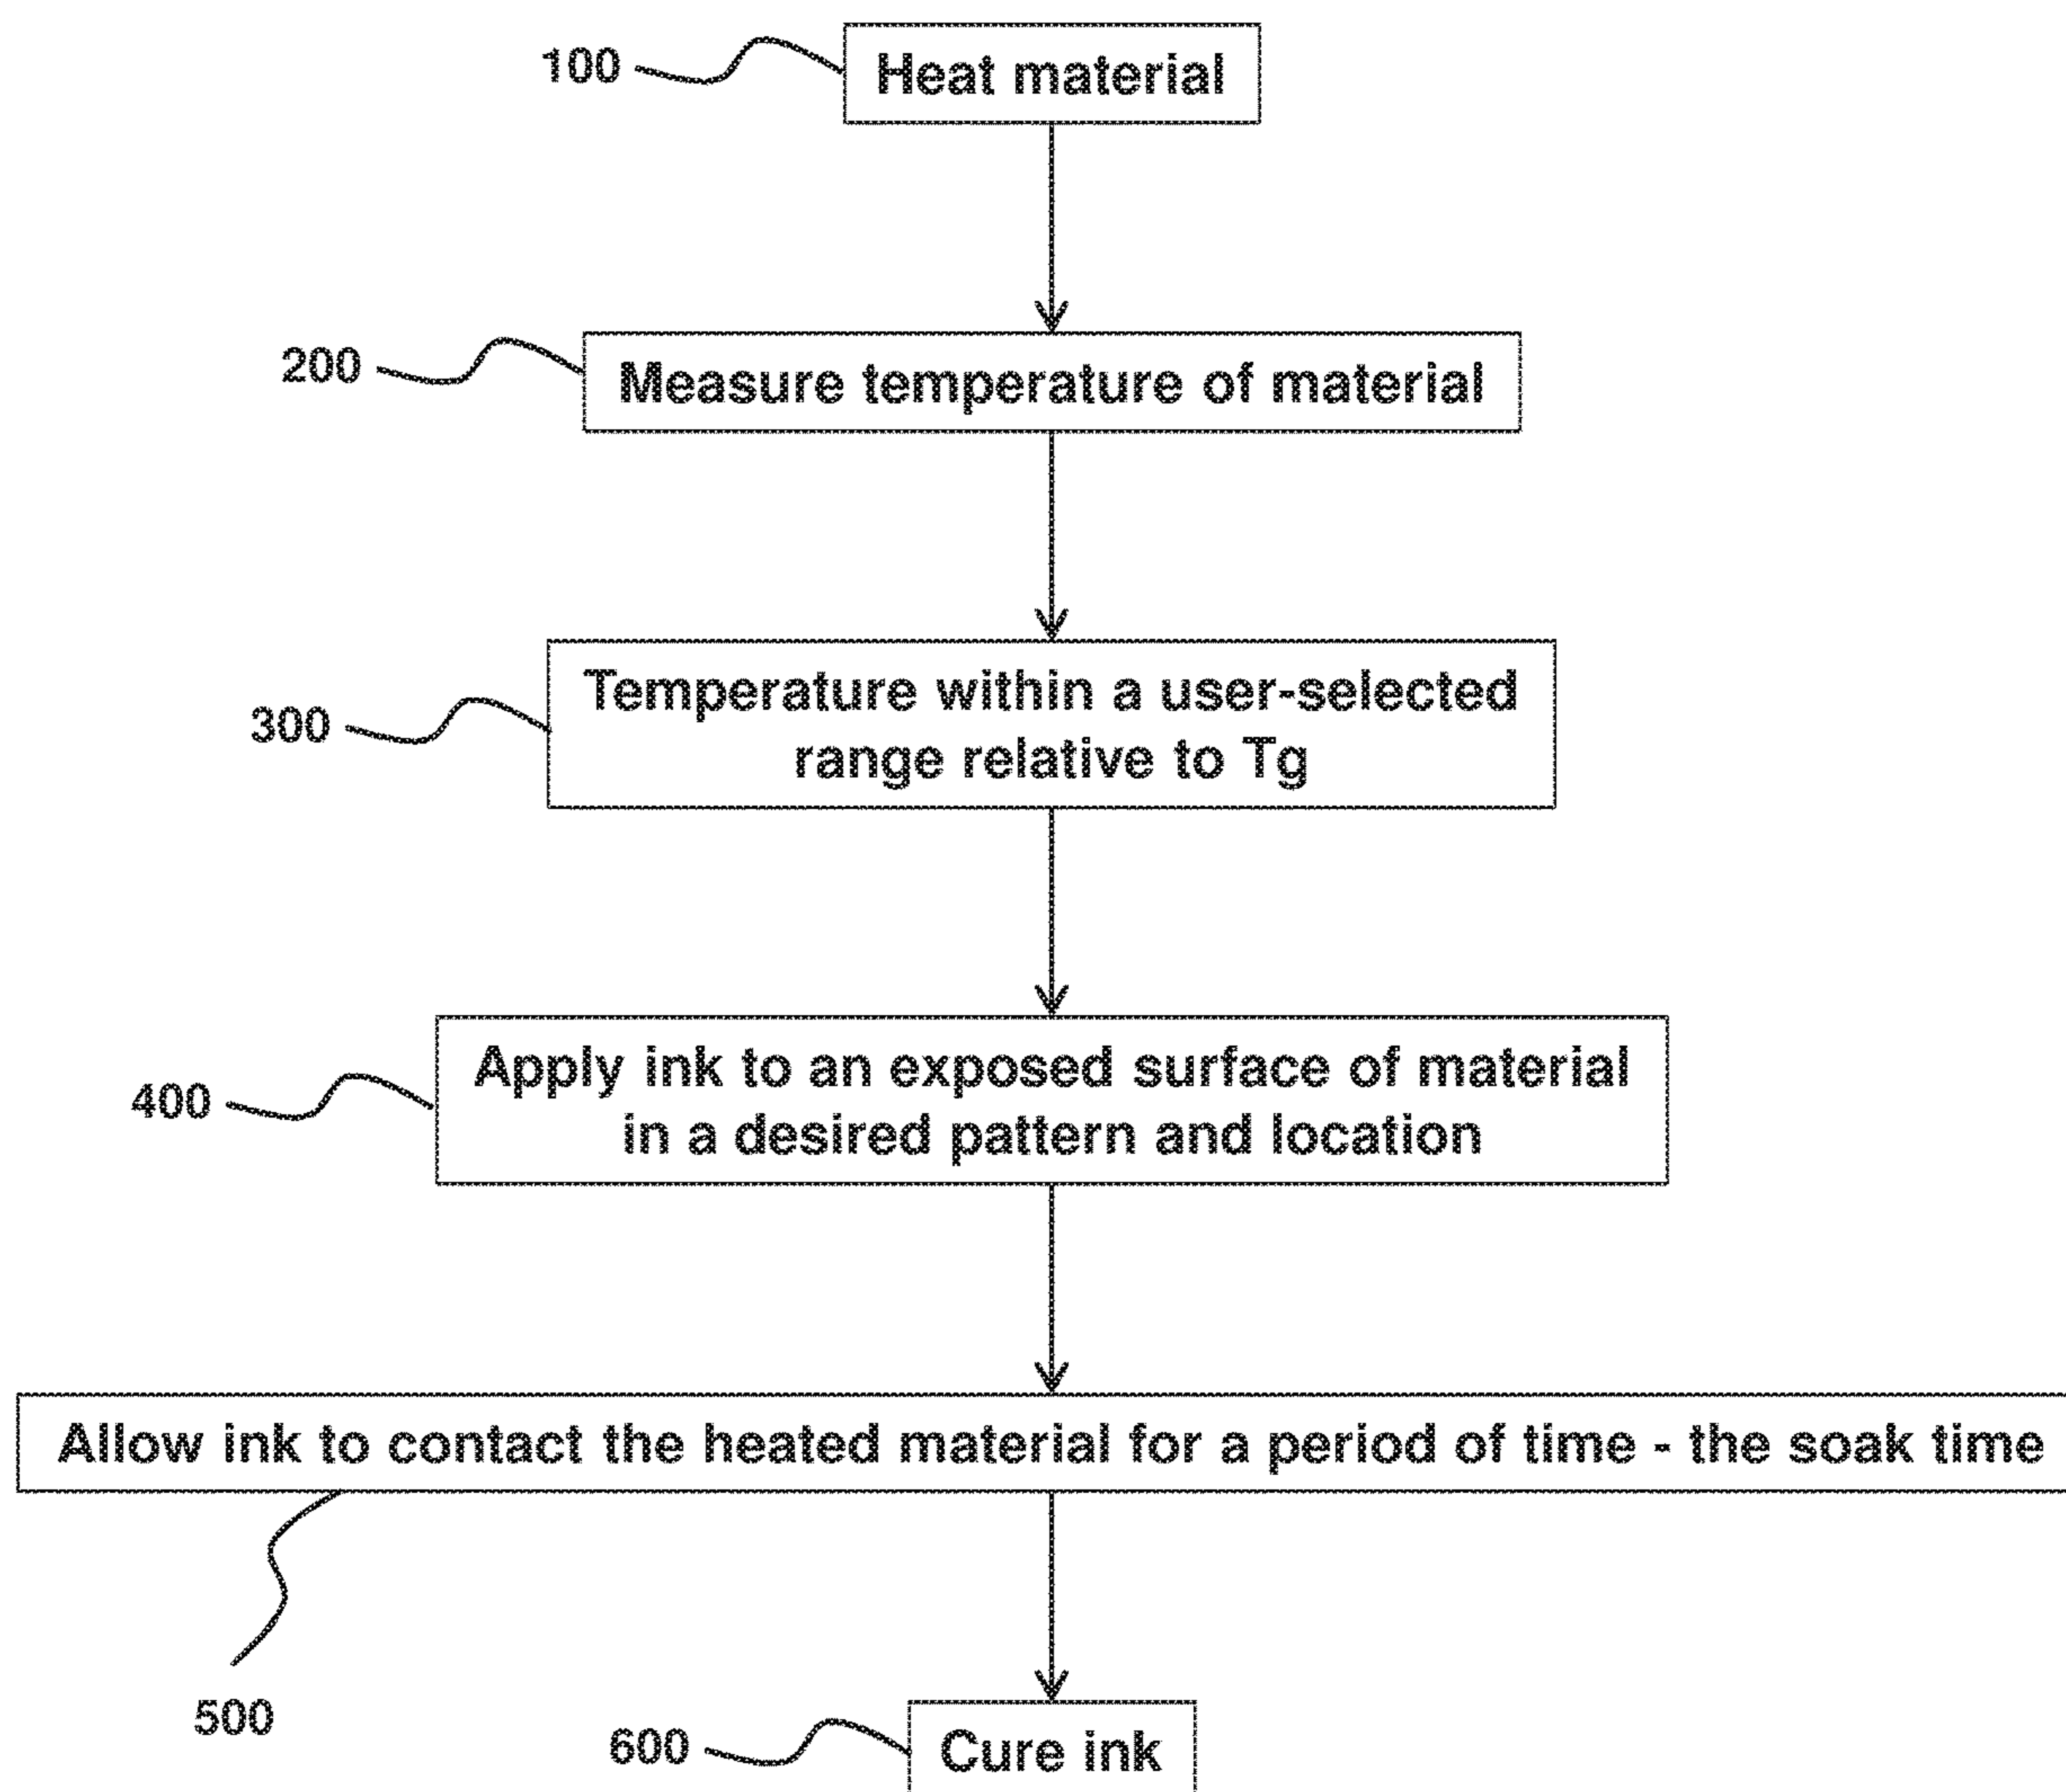 100
Heat material
200
Measure temperature of material
300
Temperature within a user-selected
range relative to Tg
400
Apply ink to an exposed surface of material
in a desired pattern and location
Allow ink to contact the heated material for a period of time - the soak time
500
600
Cure ink